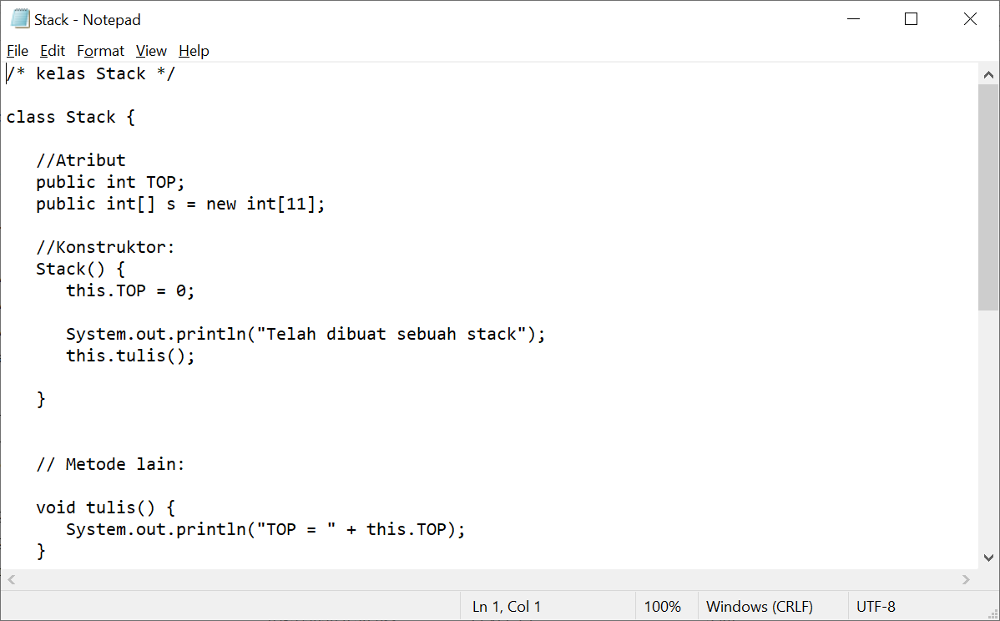 Stack - Notepad
File Edit Format View Help
/* kelas Stack */
class Stack {
//Atribut
public int TOP;
public int[] s = new int[11];
//Konstruktor:
Stack() {
this.TOP = 0;
System.out.println("Telah dibuat sebuah stack");
this.tulis();
}
// Metode lain:
void tulis() {
System.out.println("TOP = " + this.TOP);
}
Ln 1, Col 1 100% Windows (CRLF) UTF-8